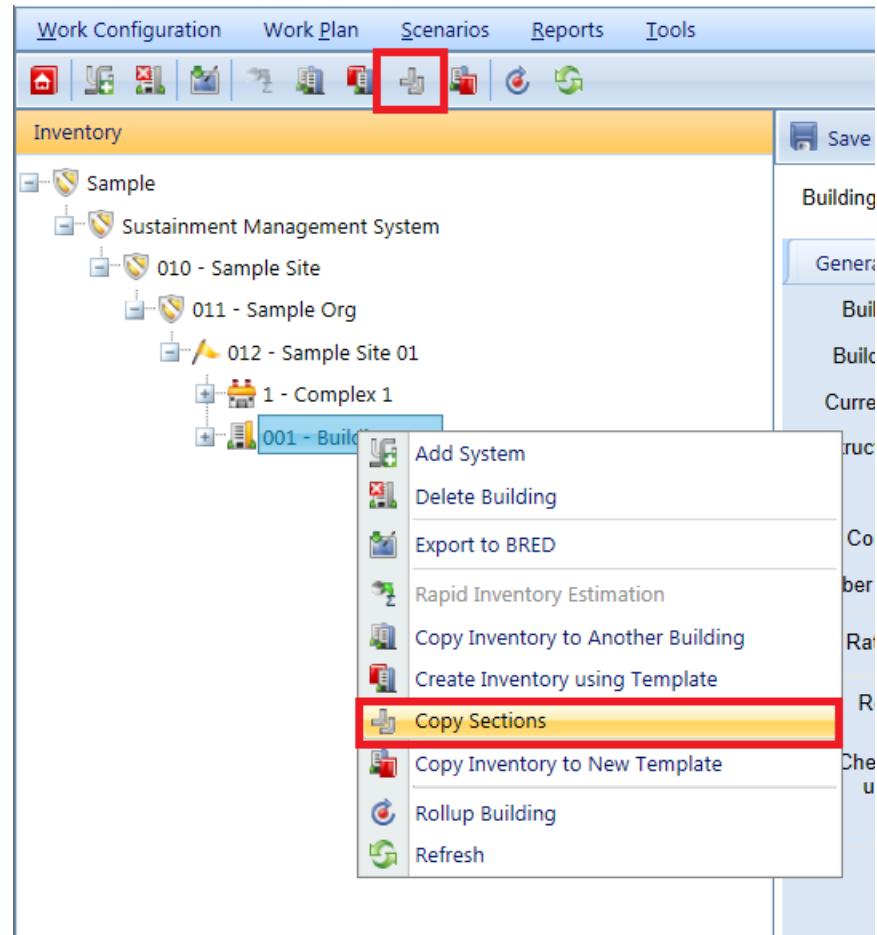 Work Configuration Work Plan Scenarios Reports Tools
Inventory
Save
Sample
Building
Sustainment Management System
010 - Sample Site
011 - Sample Org
012 - Sample Site 01
1 - Complex 1
001 -
Add System
Delete Building
Export to BRED
Rapid Inventory Estimation
Copy Inventory to Another Building
Create Inventory using Template
Copy Sections
Copy Inventory to New Template
Rollup Building
Refresh